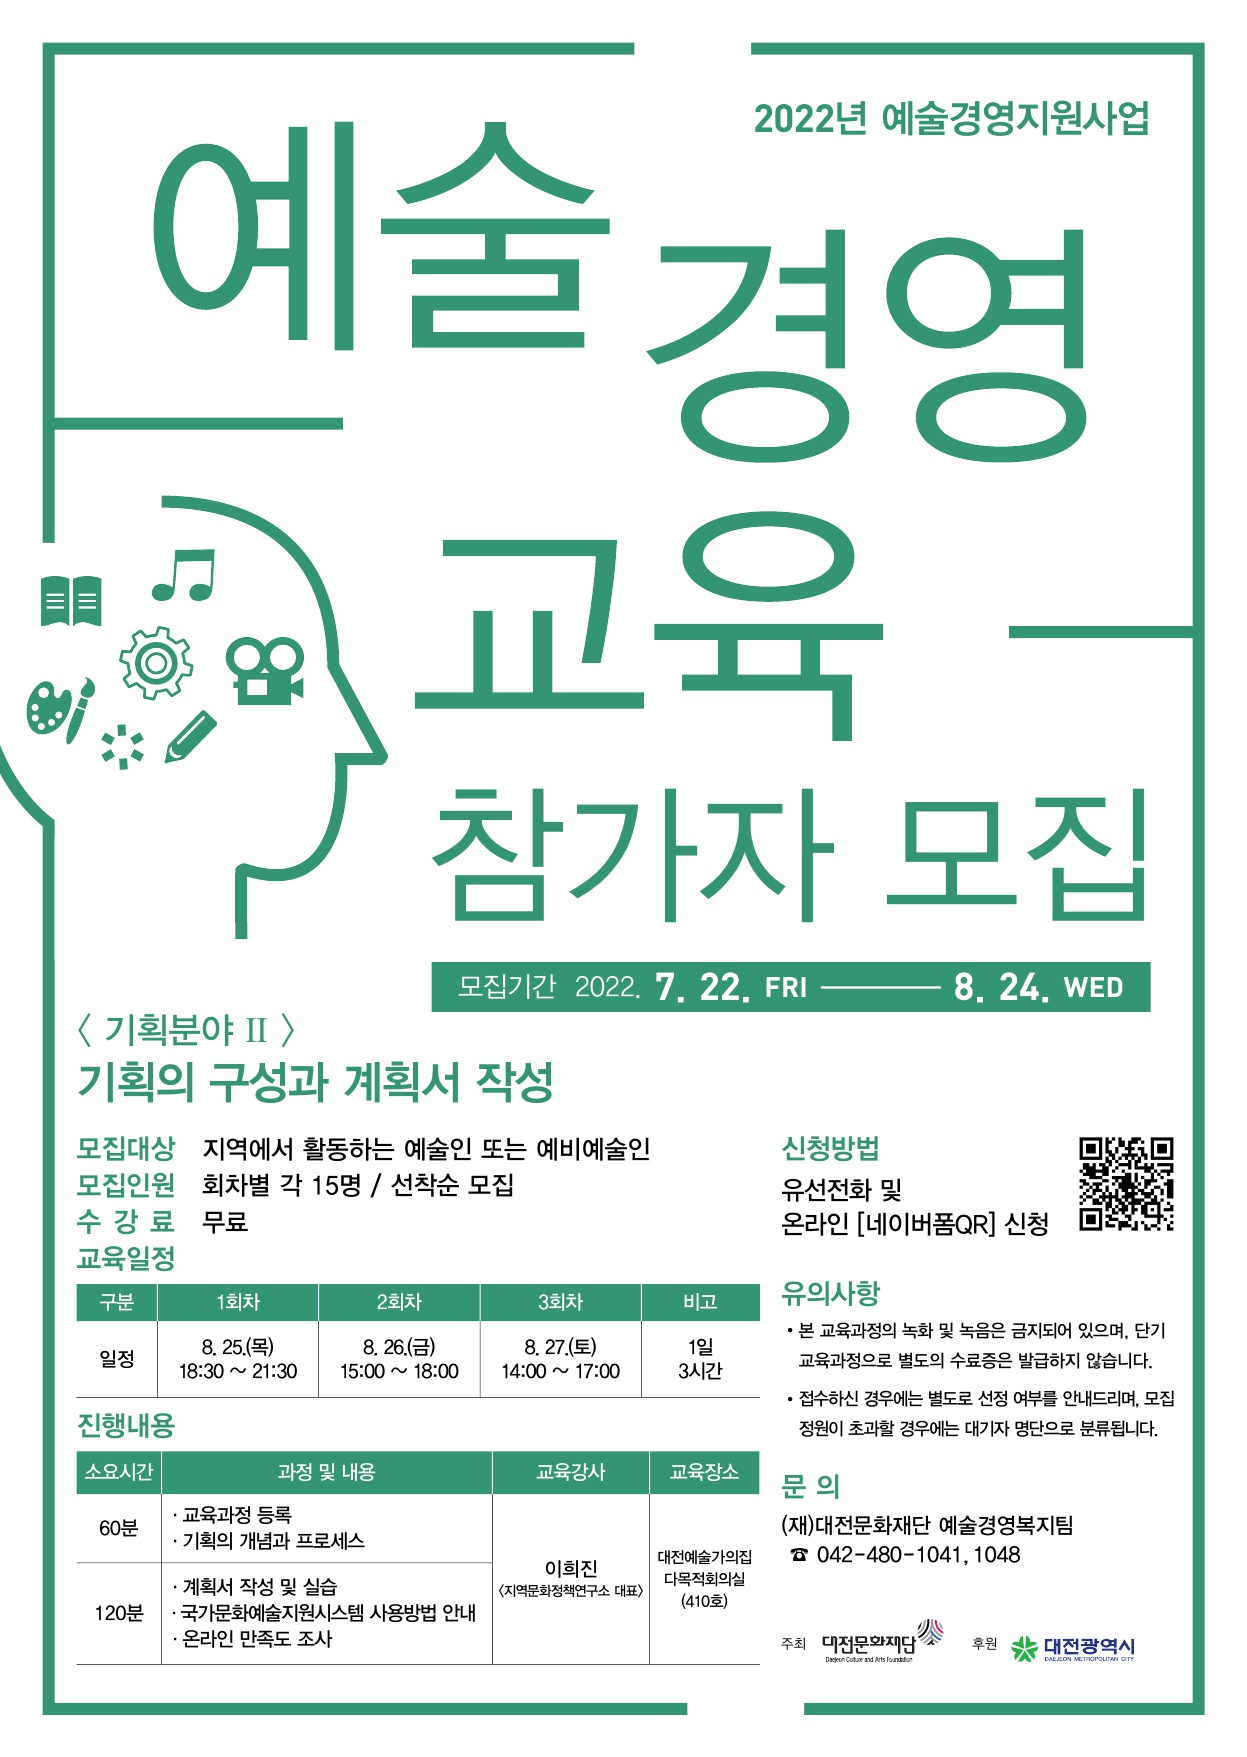 2022년 예술경영지원사업
예술
경영
교육
참가자 모집
모집기간 2022. 7. 22. FRI 8. 24. WED
〈 기획분야 II 〉
기획의 구성과 계획서 작성
모집대상 지역에서 활동하는 예술인 또는 예비예술인
모집인원 회차별 각 15명 / 선착순 모집
수 강 료 무료
교육일정
구분 1회차 2회차 3회차 비고
일정 8. 25.(목) 8. 26.(금) 8. 27.(토) 1일
18:30 ~ 21:30 15:00 ~ 18:00 14:00 ~ 17:00 3시간
진행내용
소요시간 과정 및 내용 교육강사 교육장소
60분
· 교육과정 등록
· 기획의 개념과 프로세스
120분
· 계획서 작성 및 실습
· 국가문화예술지원시스템 사용방법 안내
· 온라인 만족도 조사
이희진
〈지역문화정책연구소 대표〉
대전예술가의집
다목적회의실
(410호)
신청방법
유선전화 및
온라인 [네이버폼QR] 신청
유의사항
• 본 교육과정의 녹화 및 녹음은 금지되어 있으며, 단기
교육과정으로 별도의 수료증은 발급하지 않습니다.
• 접수하신 경우에는 별도로 선정 여부를 안내드리며, 모집
정원이 초과할 경우에는 대기자 명단으로 분류됩니다.
문 의
(재)대전문화재단 예술경영복지팀
☎ 042-480-1041, 1048
주최 대전문화재단 후원 대전광역시
Daejeon Culture and Arts Foundation DAEJEON METROPOLITAN CITY